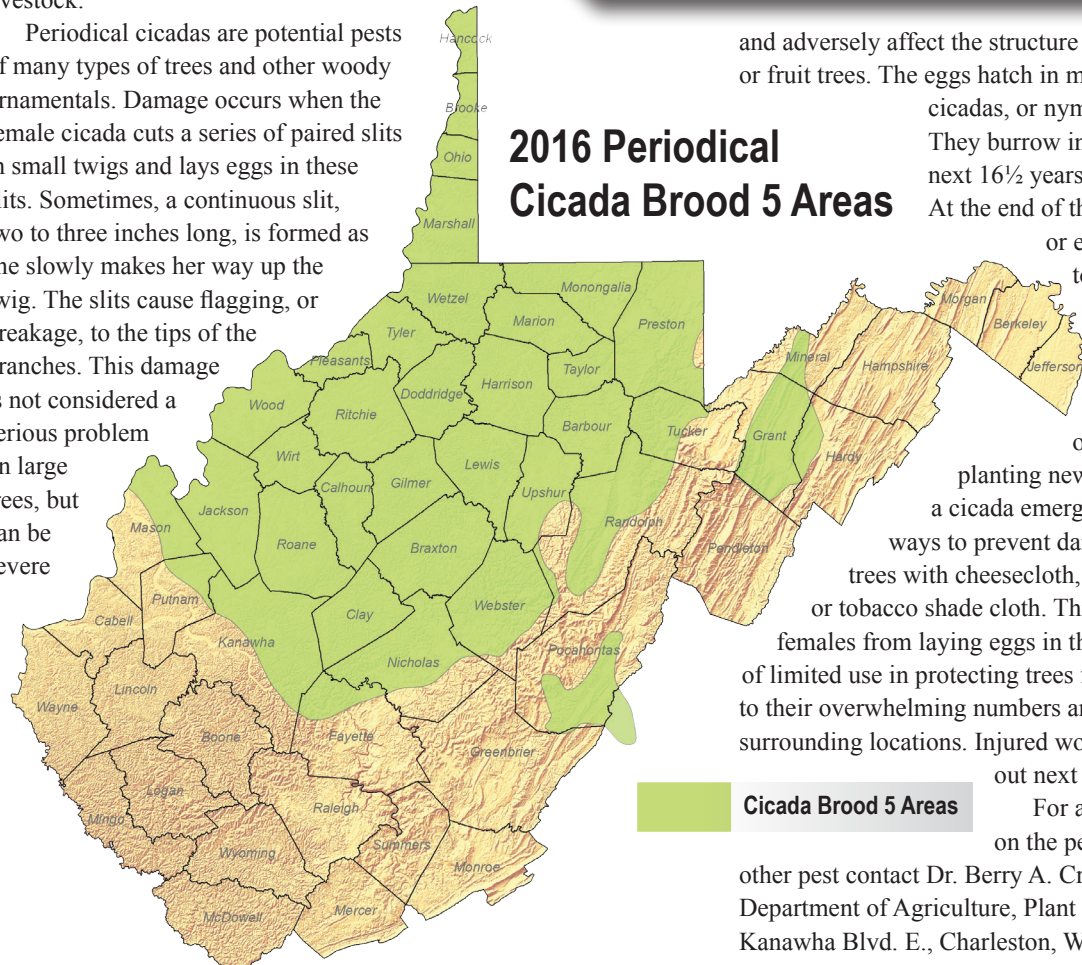 vestock.
Periodical cicadas are potential pests
f many types of trees and other woody
rnamentals. Damage occurs when the
emale cicada cuts a series of paired slits
n small twigs and lays eggs in these
lits. Sometimes, a continuous slit,
wo to three inches long, is formed as
he slowly makes her way up the
wig. The slits cause flagging, or
reakage, to the tips of the
ranches. This damage
s not considered a
erious problem
n large
rees, but
an be
evere
2016 Periodical
Cicada Brood 5 Areas
Hancock
Brooke
Ohio
Marshall
Wetzel
Monongalia
Marion
Preston
Tyler
Pleasants
Taylor
Doddridge
Harrison
Wood
Ritchie
Barbour
Tucker
Mineral
Hampshire
Morgan
Berkeley
Jefferson
Grant
Hardy
Wirt
Lewis
Calhoun
Gilmer
Upshur
Jackson
Randolph
Mason
Roane
Braxton
Pendleton
Putnam
Clay
Webster
Cabell
Kanawha
Nicholas
Pocahontas
Lincoln
Wayne
Boone
Fayette
Greenbrier
Logan
Mingo
Raleigh
Wyoming
Summers
Monroe
McDowell
Mercer
Cicada Brood 5 Areas
and adversely affect the structure
or fruit trees. The eggs hatch in m
cicadas, or nym
They burrow in
next 16½ years
At the end of th
or e
to
o
planting new
a cicada emerg
ways to prevent da
trees with cheesecloth,
or tobacco shade cloth. Th
females from laying eggs in th
of limited use in protecting trees
to their overwhelming numbers a
surrounding locations. Injured wo
out next
For a
on the pe
other pest contact Dr. Berry A. Cr
Department of Agriculture, Plant
Kanawha Blvd. E., Charleston, W